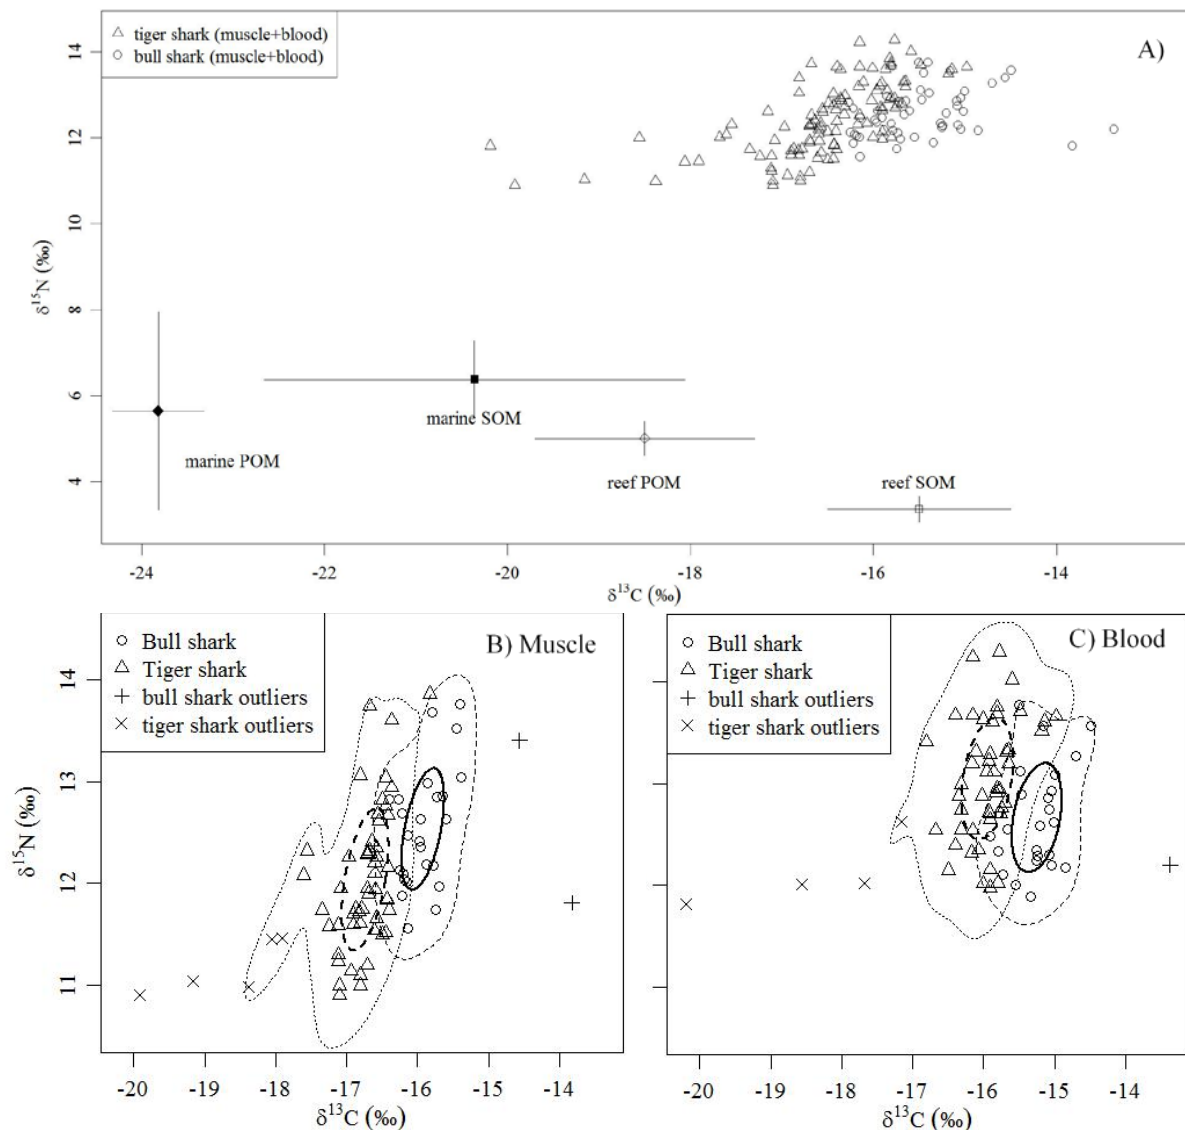 △ tiger shark (muscle+blood)
○ bull shark (muscle+blood)
A)
14
12
10
8
6
4
δ15N (‰)
marine SOM
marine POM
reef POM
reef SOM
-24 -22 -20 -18 -16 -14
δ13C (‰)
○ Bull shark
△ Tiger shark
+ bull shark outliers
× tiger shark outliers
B) Muscle
14
13
12
11
δ15N (‰)
-20 -19 -18 -17 -16 -15 -14
δ13C (‰)
○ Bull shark
△ Tiger shark
+ bull shark outliers
× tiger shark outliers
C) Blood
-20 -19 -18 -17 -16 -15 -14
δ13C (‰)